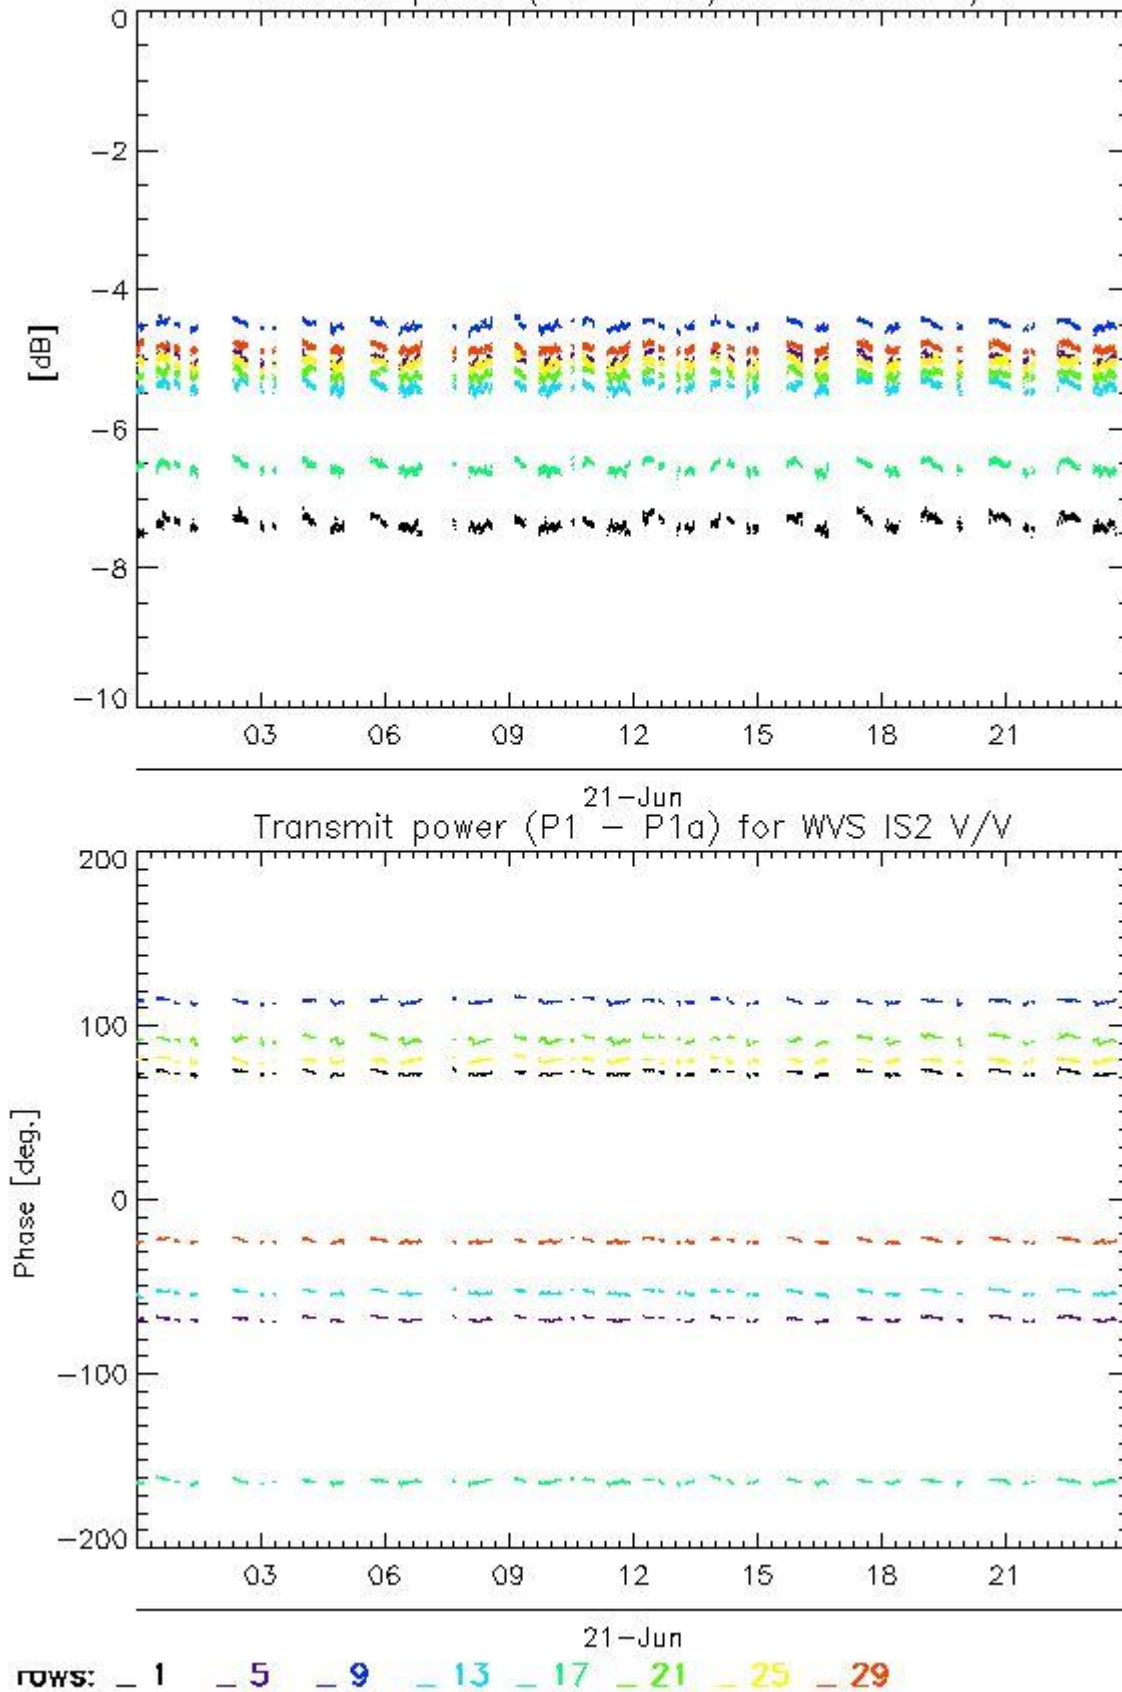 0
-2
-4
-6
-8
-10
[dB]
03 06 09 12 15 18 21
21-Jun
Transmit power (P1 - P1a) for WVS IS2 V/V
200
100
0
-100
-200
Phase [deg.]
03 06 09 12 15 18 21
21-Jun
rows: _ 1 _ 5 _ 9 _ 13 _ 17 _ 21 _ 25 _ 29